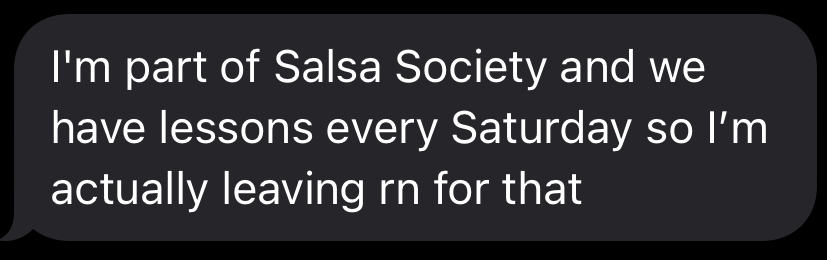 I'm part of Salsa Society and we
have lessons every Saturday so I’m
actually leaving rn for that